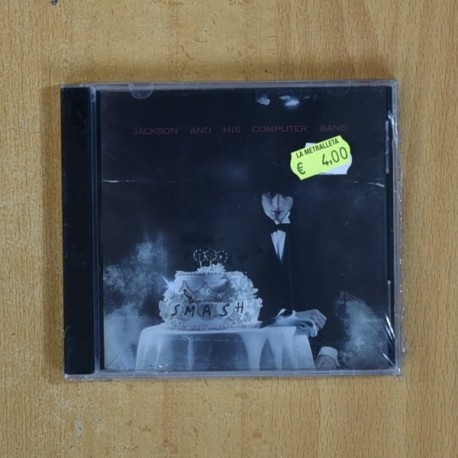 JACKSON AND HIS COMPUTER BAND
LA METRALLETA
€ 4,00
SMASH